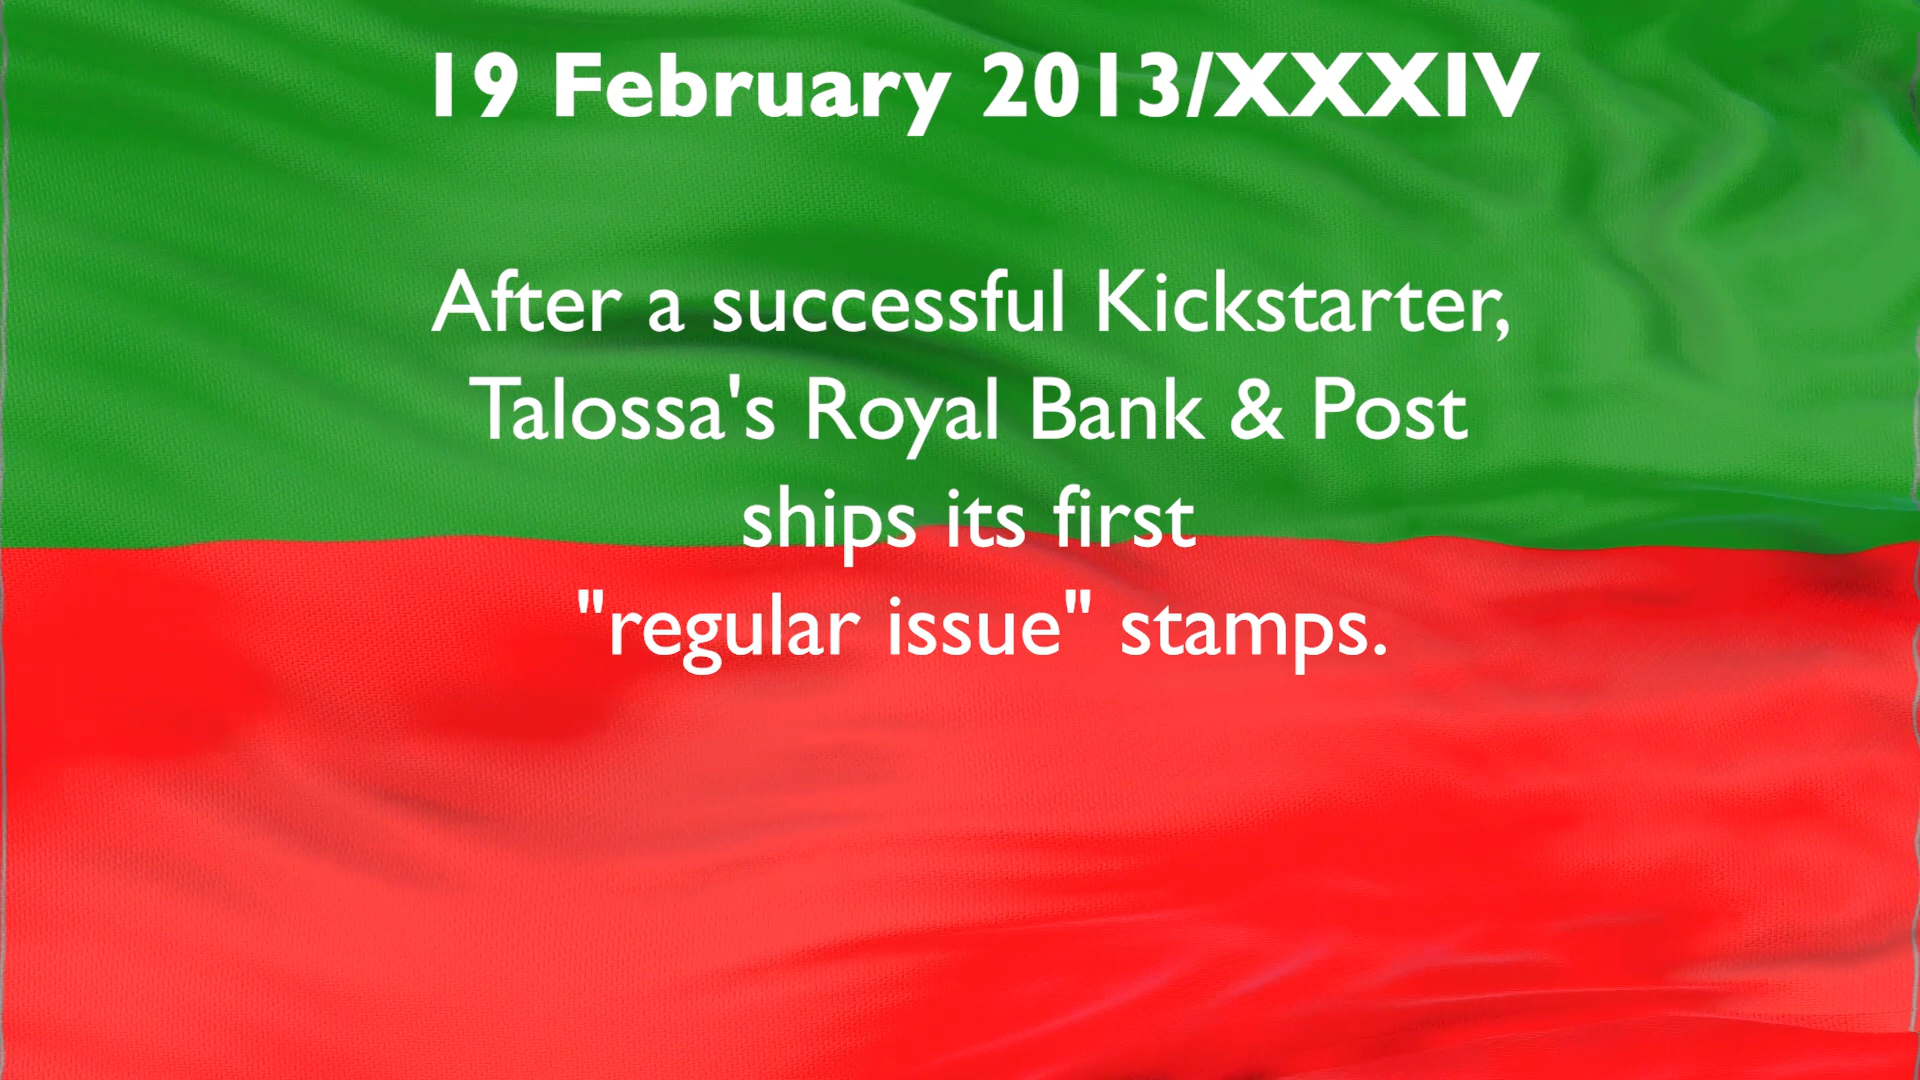 19 February 2013/XXXIV
After a successful Kickstarter,
Talossa's Royal Bank & Post
ships its first
"regular issue" stamps.